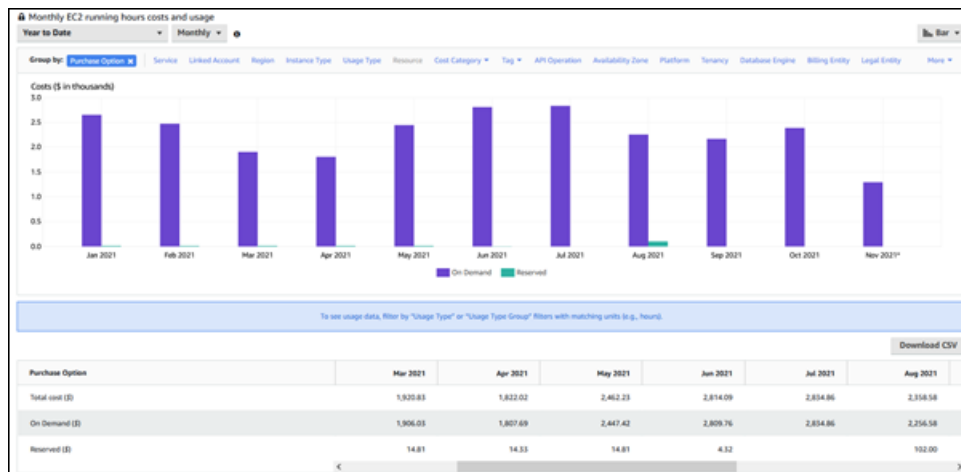 Monthly EC2 running hours costs and usage
Year to Date Monthly Bar
Group by: Purchase Option Service Linked Account Region Instance Type Usage Type Resource Cost Category Tag API Operation Availability Zone Platform Tenancy Database Engine Billing Entity Legal Entity More
Costs ($ in thousands)
3.0
2.5
2.0
1.5
1.0
0.5
0.0
Jan 2021 Feb 2021 Mar 2021 Apr 2021 May 2021 Jun 2021 Jul 2021 Aug 2021 Sep 2021 Oct 2021 Nov 2021*
On Demand Reserved
To see usage data, filter by "Usage Type" or "Usage Type Group" filters with matching units (e.g., hours).
Download CSV
Purchase Option Mar 2021 Apr 2021 May 2021 Jun 2021 Jul 2021 Aug 2021
Total cost ($) 1,920.83 1,822.02 2,462.23 2,814.09 2,834.86 2,358.58
On Demand ($) 1,906.03 1,807.69 2,447.42 2,809.76 2,834.86 2,256.58
Reserved ($) 14.81 14.33 14.81 4.32 102.00